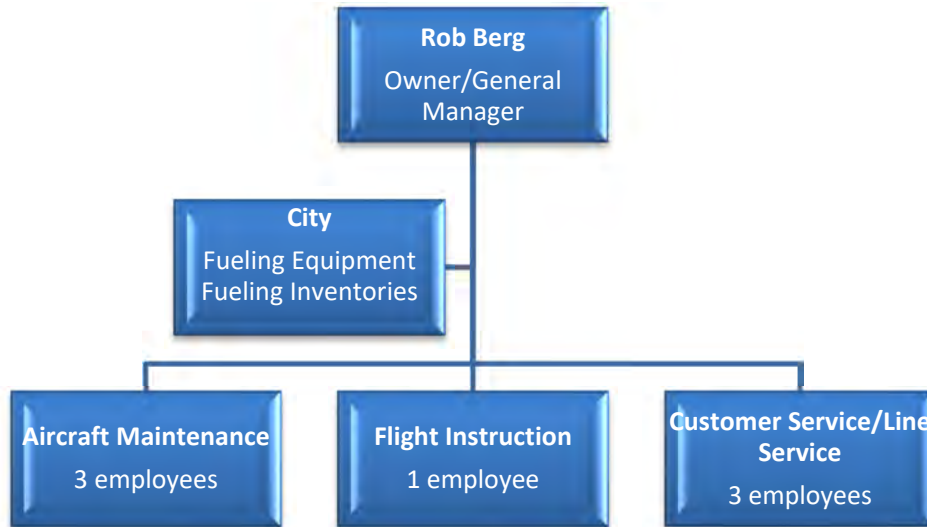 Rob Berg
Owner/General
Manager
City
Fueling Equipment
Fueling Inventories
Aircraft Maintenance
3 employees
Flight Instruction
1 employee
Customer Service/Line
Service
3 employees